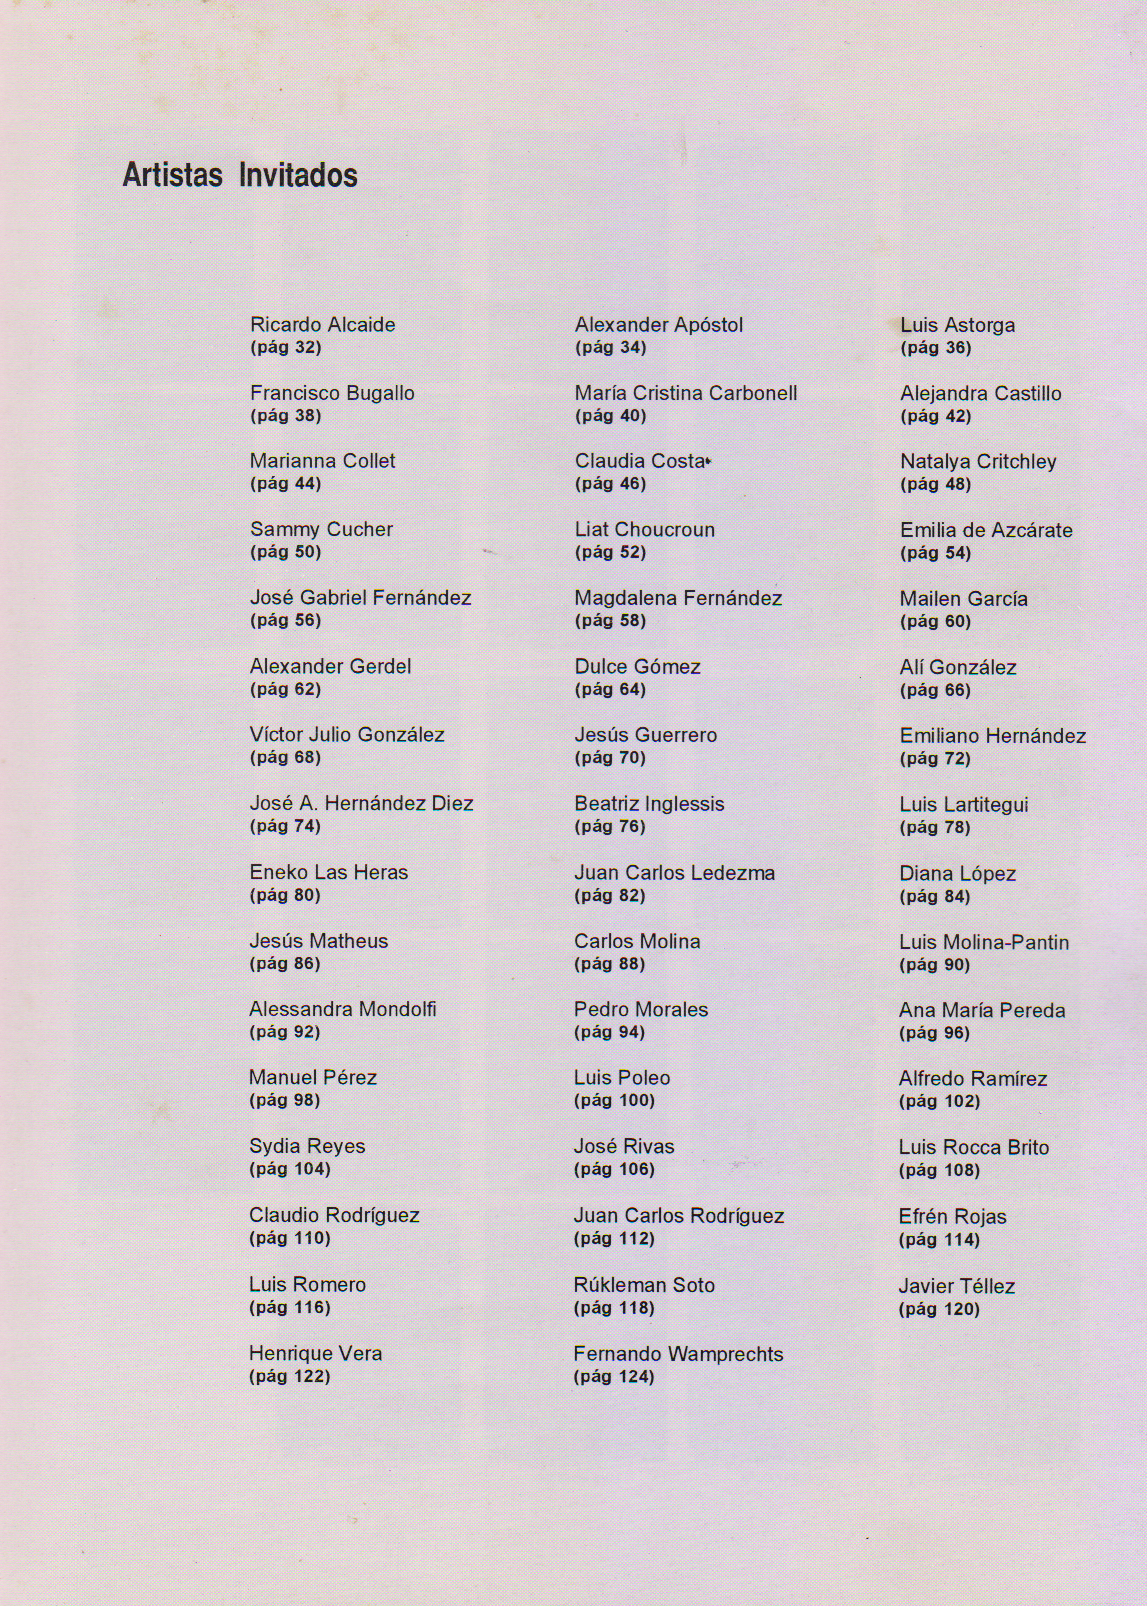 Artistas Invitados
Ricardo Alcaide
(pág 32)
Alexander Apóstol
(pág 34)
Luis Astorga
(pág 36)
Francisco Bugallo
(pág 38)
María Cristina Carbonell
(pág 40)
Alejandra Castillo
(pág 42)
Marianna Collet
(pág 44)
Claudia Costa
(pág 46)
Natalya Critchley
(pág 48)
Sammy Cucher
(pág 50)
Liat Choucroun
(pág 52)
Emilia de Azcárate
(pág 54)
José Gabriel Fernández
(pág 56)
Magdalena Fernández
(pág 58)
Mailen García
(pág 60)
Alexander Gerdel
(pág 62)
Dulce Gómez
(pág 64)
Alí González
(pág 66)
Víctor Julio González
(pág 68)
Jesús Guerrero
(pág 70)
Emiliano Hernández
(pág 72)
José A. Hernández Diez
(pág 74)
Beatriz Inglessis
(pág 76)
Luis Lartitegui
(pág 78)
Eneko Las Heras
(pág 80)
Juan Carlos Ledezma
(pág 82)
Diana López
(pág 84)
Jesús Matheus
(pág 86)
Carlos Molina
(pág 88)
Luis Molina-Pantin
(pág 90)
Alessandra Mondolfi
(pág 92)
Pedro Morales
(pág 94)
Ana María Pereda
(pág 96)
Manuel Pérez
(pág 98)
Luis Poleo
(pág 100)
Alfredo Ramírez
(pág 102)
Sydia Reyes
(pág 104)
José Rivas
(pág 106)
Luis Rocca Brito
(pág 108)
Claudio Rodríguez
(pág 110)
Juan Carlos Rodríguez
(pág 112)
Efrén Rojas
(pág 114)
Luis Romero
(pág 116)
Rúkleman Soto
(pág 118)
Javier Téllez
(pág 120)
Henrique Vera
(pág 122)
Fernando Wamprechts
(pág 124)